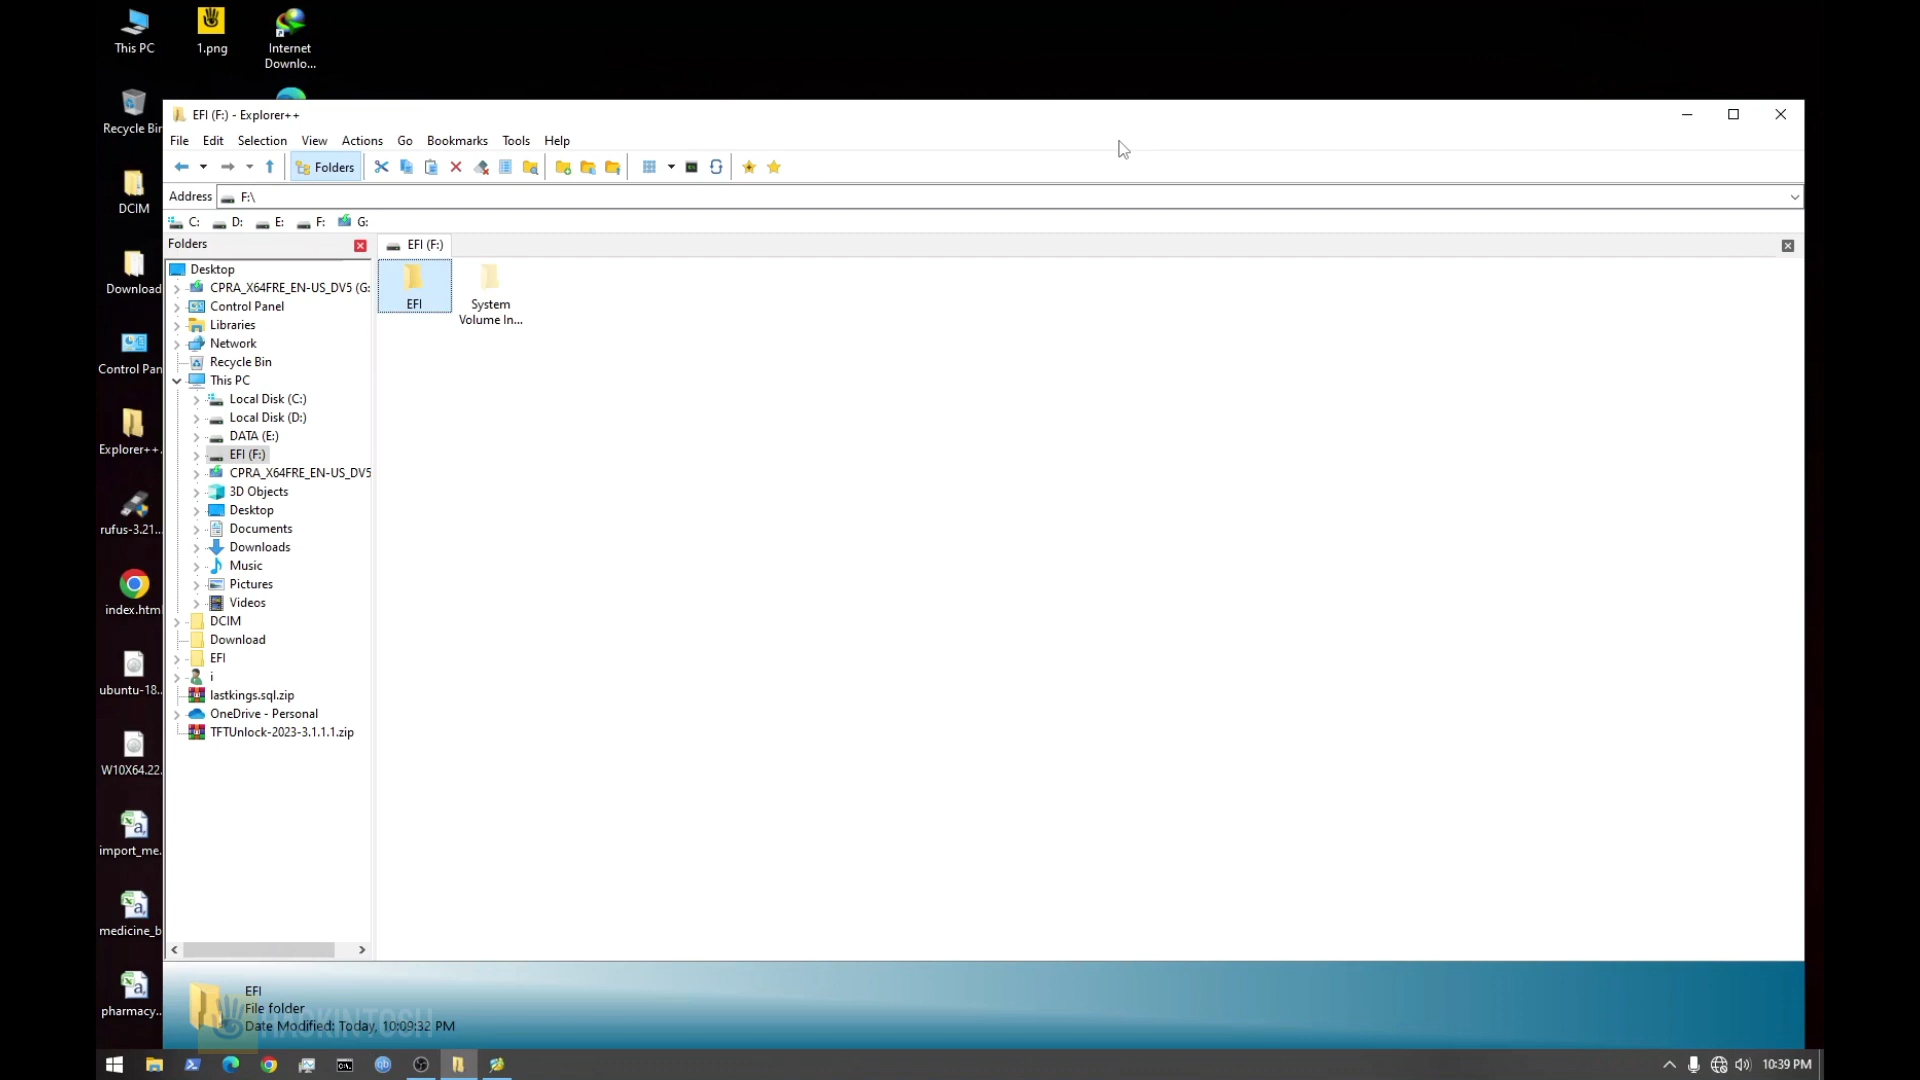 This PC
1.png
Internet
Downlo...
Recycle Bin
DCIM
Download
Control Pan
Explorer++.
rufus-3.21...
index.html
ubuntu-18..
W10X64.22.
import_me.
medicine_b
pharmacy..
EFI (F:) - Explorer++
File Edit Selection View Actions Go Bookmarks Tools Help
Folders
Address F:\
C: D: E: F: G:
Folders
EFI (F:)
Desktop
CPRA_X64FRE_EN-US_DV5 (G:
Control Panel
Libraries
Network
Recycle Bin
This PC
Local Disk (C:)
Local Disk (D:)
DATA (E:)
EFI (F:)
CPRA_X64FRE_EN-US_DV5
3D Objects
Desktop
Documents
Downloads
Music
Pictures
Videos
DCIM
Download
EFI
i
lastkings.sql.zip
OneDrive - Personal
TFTUnlock-2023-3.1.1.1.zip
EFI
System
Volume In...
EFI
File folder
Date Modified: Today, 10:09:32 PM
HACKINTOSH
10:39 PM